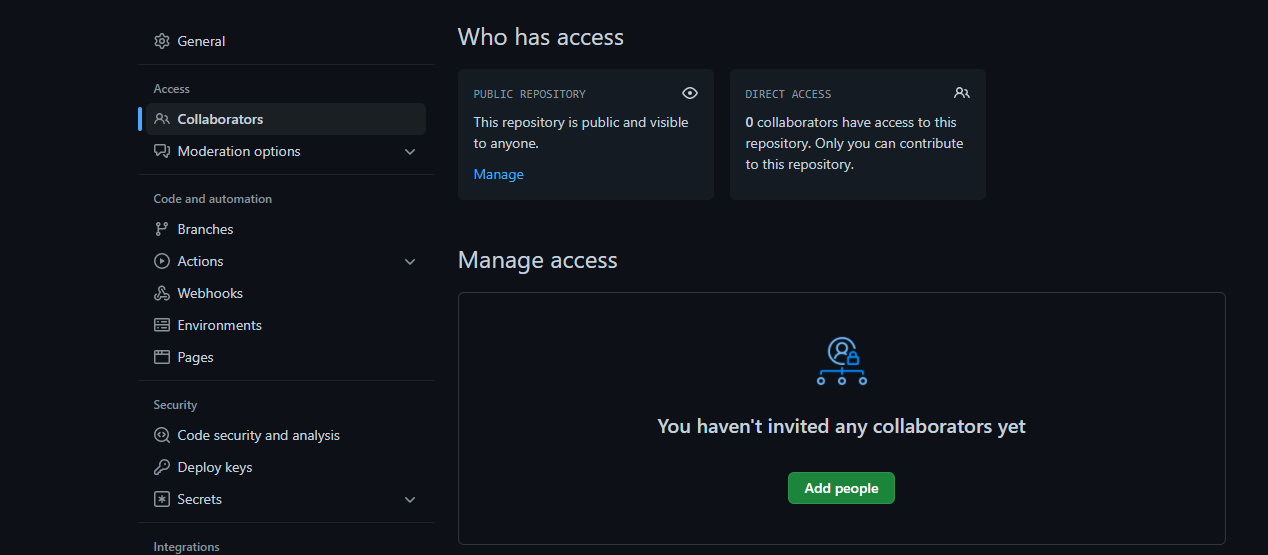 General
Access
Collaborators
Moderation options
Code and automation
Branches
Actions
Webhooks
Environments
Pages
Security
Code security and analysis
Deploy keys
Secrets
Integrations
Who has access
PUBLIC REPOSITORY
This repository is public and visible
to anyone.
Manage
DIRECT ACCESS
0 collaborators have access to this
repository. Only you can contribute
to this repository.
Manage access
You haven't invited any collaborators yet
Add people